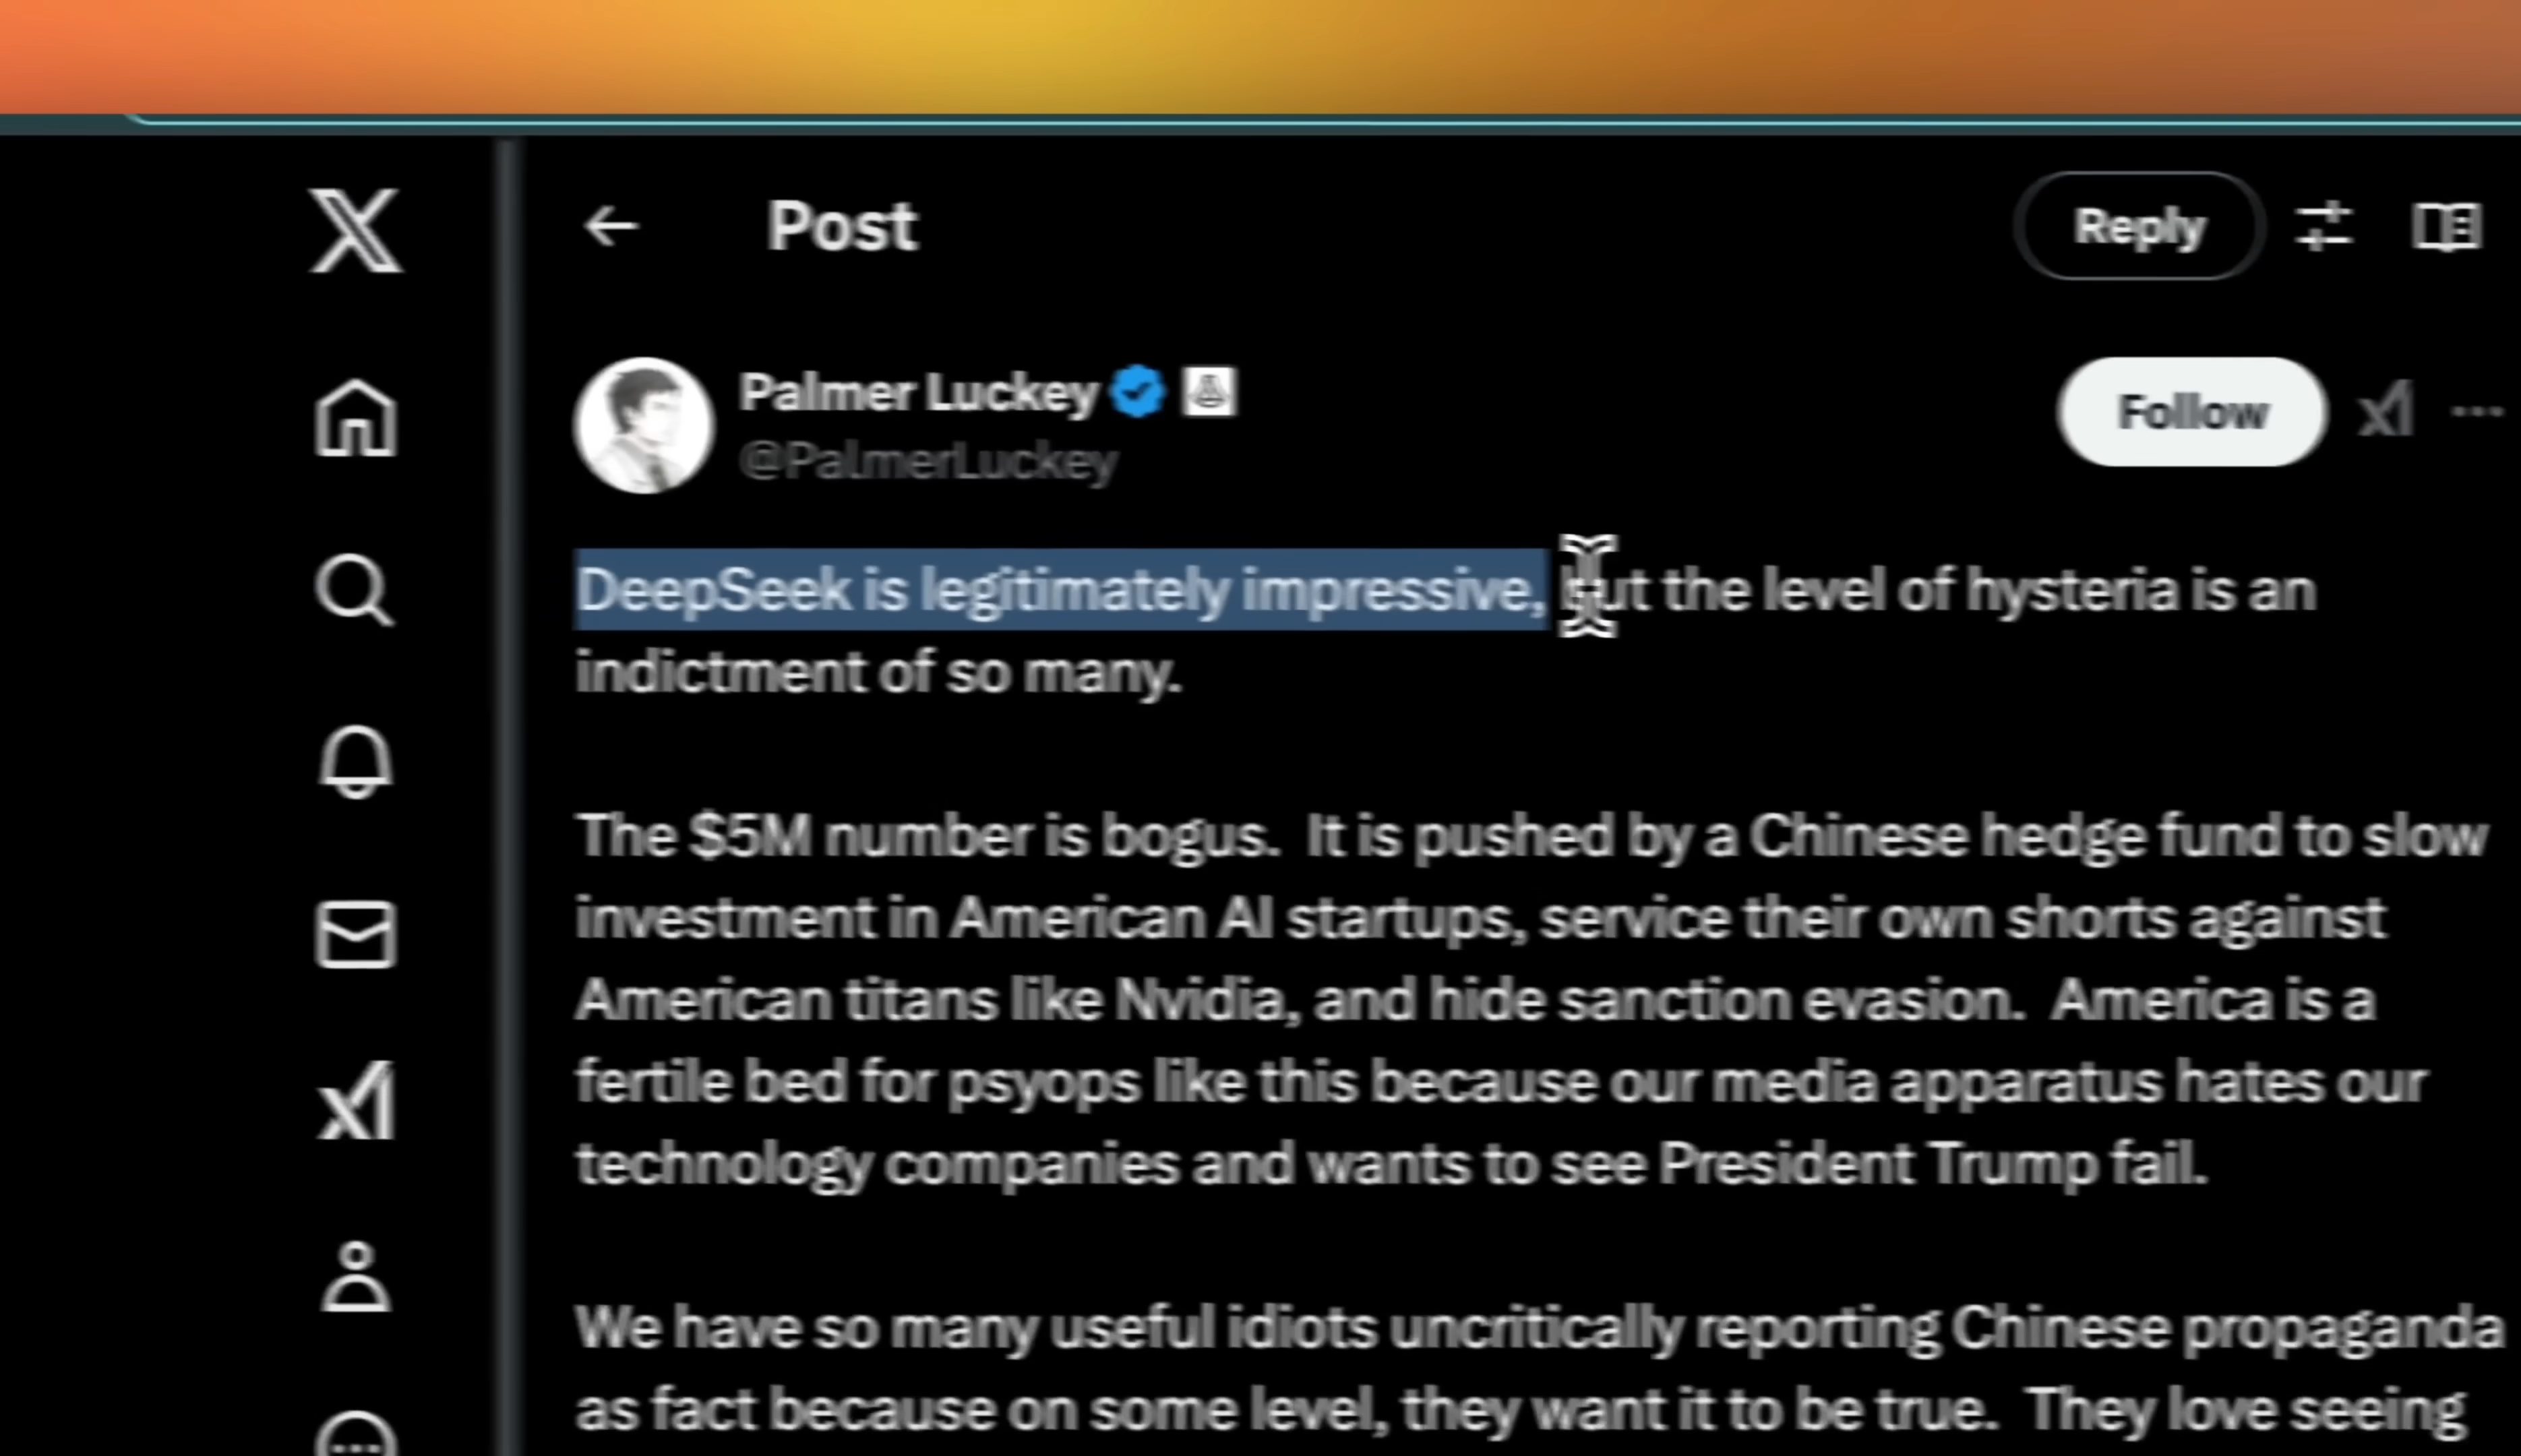 Post
Reply
Palmer Luckey
@PalmerLuckey
Follow
DeepSeek is legitimately impressive, but the level of hysteria is an
indictment of so many.
The $5M number is bogus.  It is pushed by a Chinese hedge fund to slow
investment in American AI startups, service their own shorts against
American titans like Nvidia, and hide sanction evasion.  America is a
fertile bed for psyops like this because our media apparatus hates our
technology companies and wants to see President Trump fail.
We have so many useful idiots uncritically reporting Chinese propaganda
as fact because on some level, they want it to be true.  They love seeing